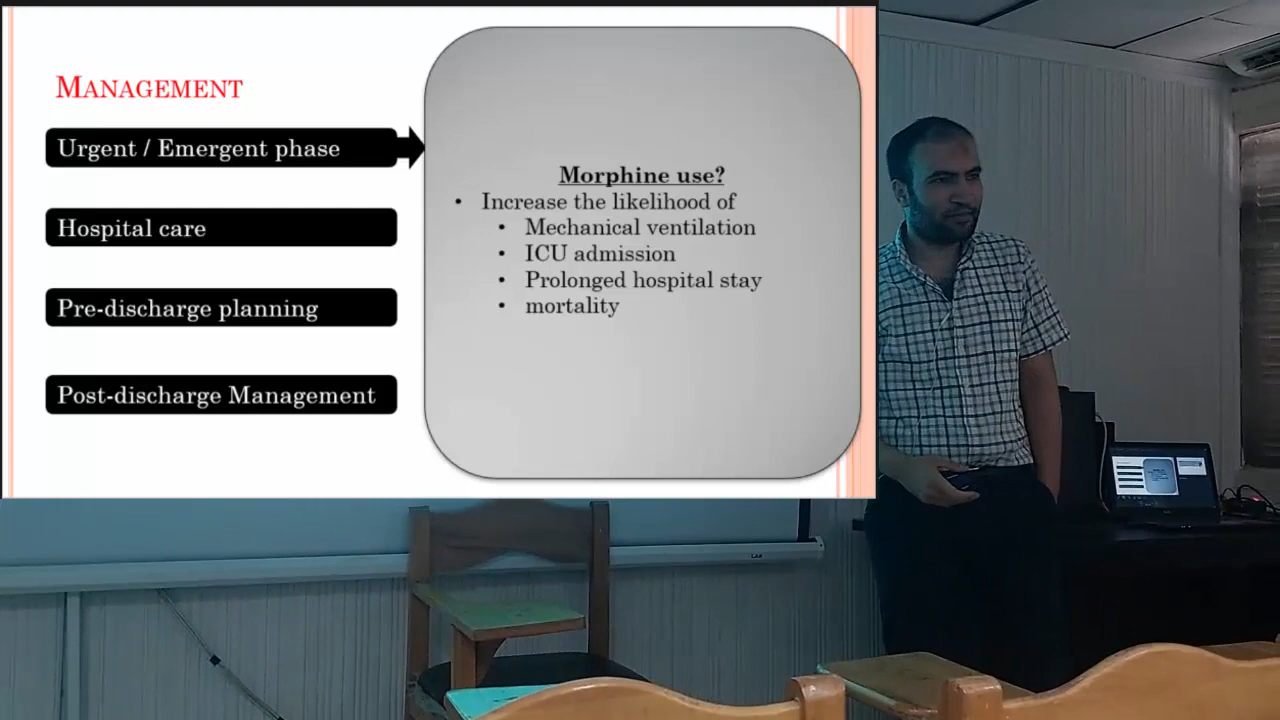 MANAGEMENT
Urgent / Emergent phase
Hospital care
Pre-discharge planning
Post-discharge Management
Morphine use?
• Increase the likelihood of
• Mechanical ventilation
• ICU admission
• Prolonged hospital stay
• mortality